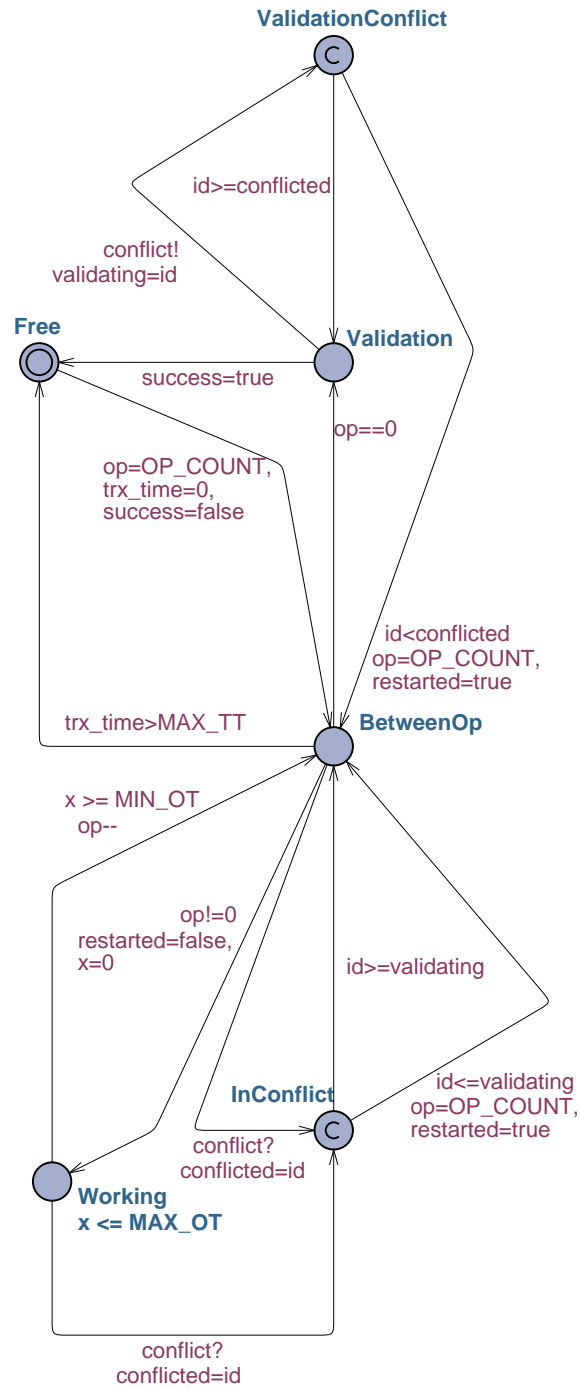 ValidationConflict
C
id>=conflicted
conflict!
validating=id
Free
Validation
success=true
op==0
op=OP_COUNT,
trx_time=0,
success=false
id<conflicted
op=OP_COUNT,
restarted=true
trx_time>MAX_TT
BetweenOp
x >= MIN_OT
op--
op!=0
restarted=false,
x=0
id>=validating
InConflict
C
id<=validating
op=OP_COUNT,
restarted=true
conflict?
conflicted=id
Working
x <= MAX_OT
conflict?
conflicted=id